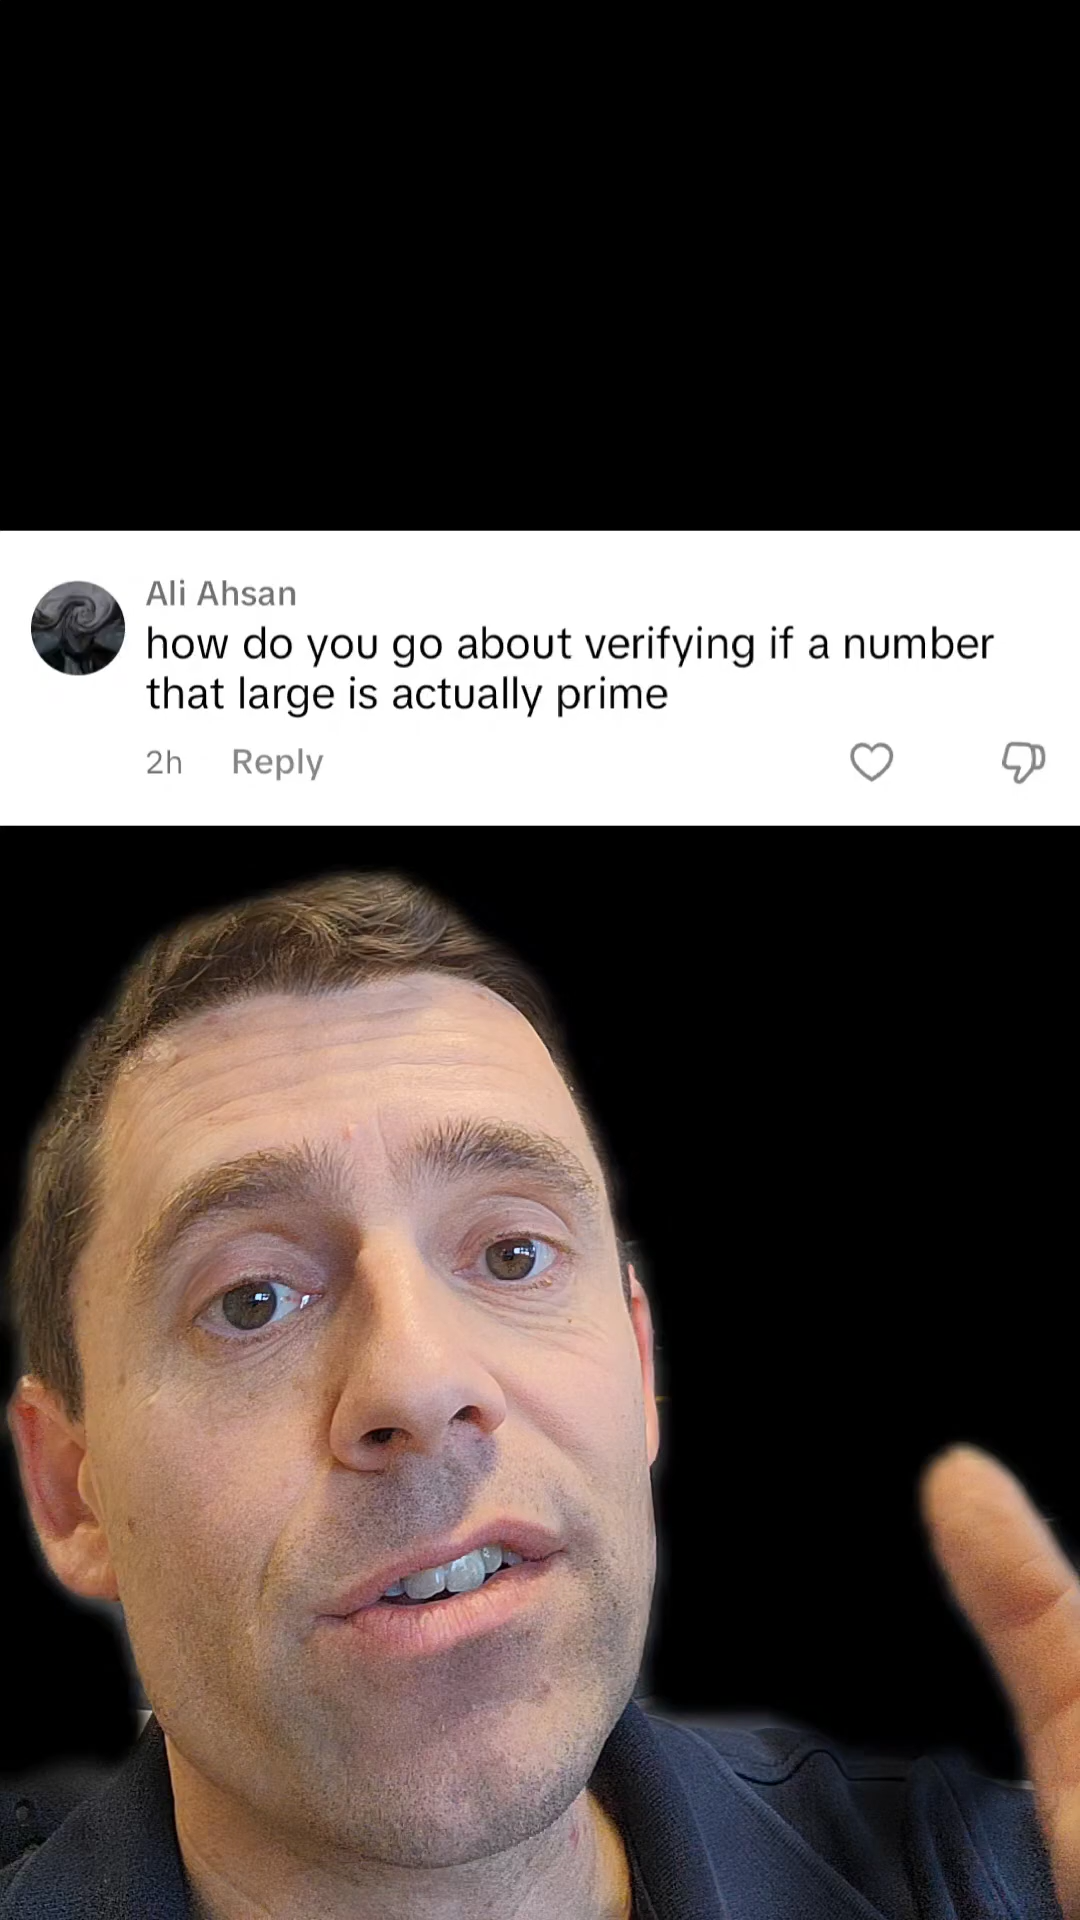 Ali Ahsan
how do you go about verifying if a number
that large is actually prime
2h Reply